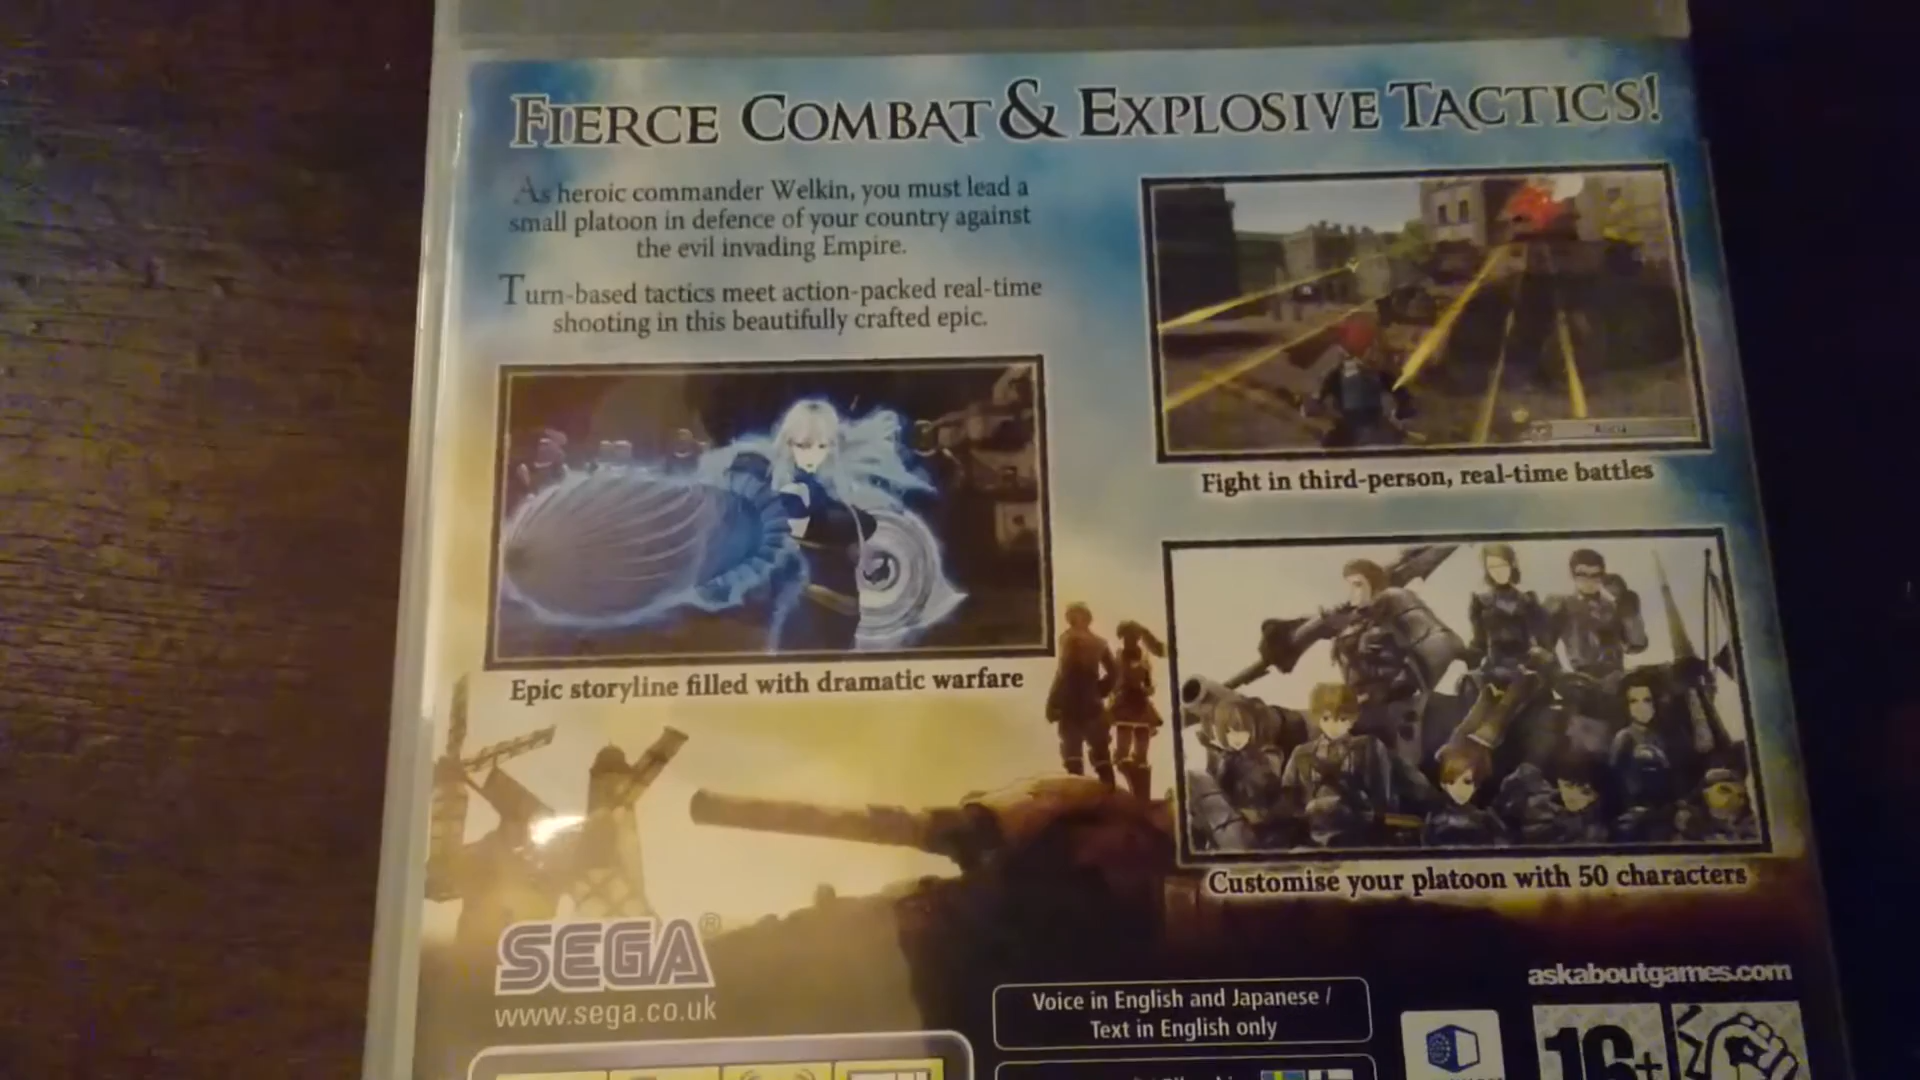 FIERCE COMBAT & EXPLOSIVE TACTICS!
As heroic commander Welkin, you must lead a
small platoon in defence of your country against
the evil invading Empire.
Turn-based tactics meet action-packed real-time
shooting in this beautifully crafted epic.
Fight in third-person, real-time battles
Epic storyline filled with dramatic warfare
Customise your platoon with 50 characters
SEGA®
www.sega.co.uk
Voice in English and Japanese /
Text in English only
askaboutgames.com
16+